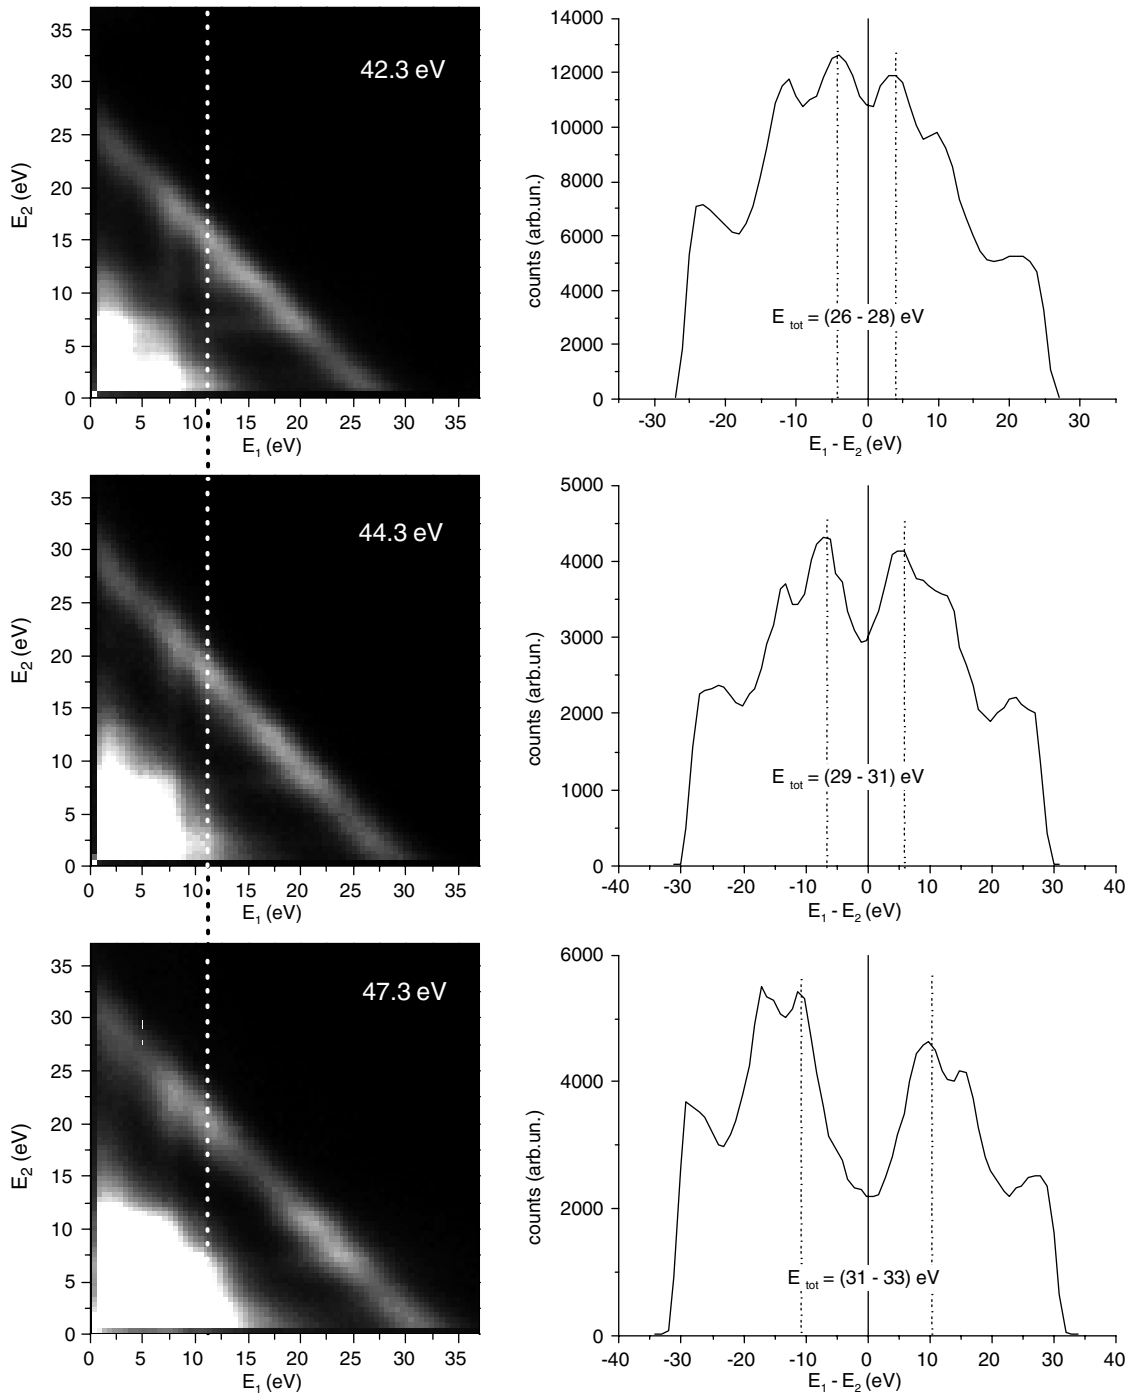 42.3 eV
35
30
25
20
15
10
5
0
E2 (eV)
0 5 10 15 20 25 30 35
E1 (eV)
14000
12000
10000
8000
6000
4000
2000
0
counts (arb.un.)
E tot = (26 - 28) eV
-30 -20 -10 0 10 20 30
E1 - E2 (eV)
44.3 eV
35
30
25
20
15
10
5
0
E2 (eV)
0 5 10 15 20 25 30 35
E1 (eV)
5000
4000
3000
2000
1000
0
counts (arb.un.)
E tot = (29 - 31) eV
-40 -30 -20 -10 0 10 20 30 40
E1 - E2 (eV)
47.3 eV
35
30
25
20
15
10
5
0
E2 (eV)
0 5 10 15 20 25 30 35
E1 (eV)
6000
4000
2000
0
counts (arb.un.)
E tot = (31 - 33) eV
-40 -30 -20 -10 0 10 20 30 40
E1 - E2 (eV)